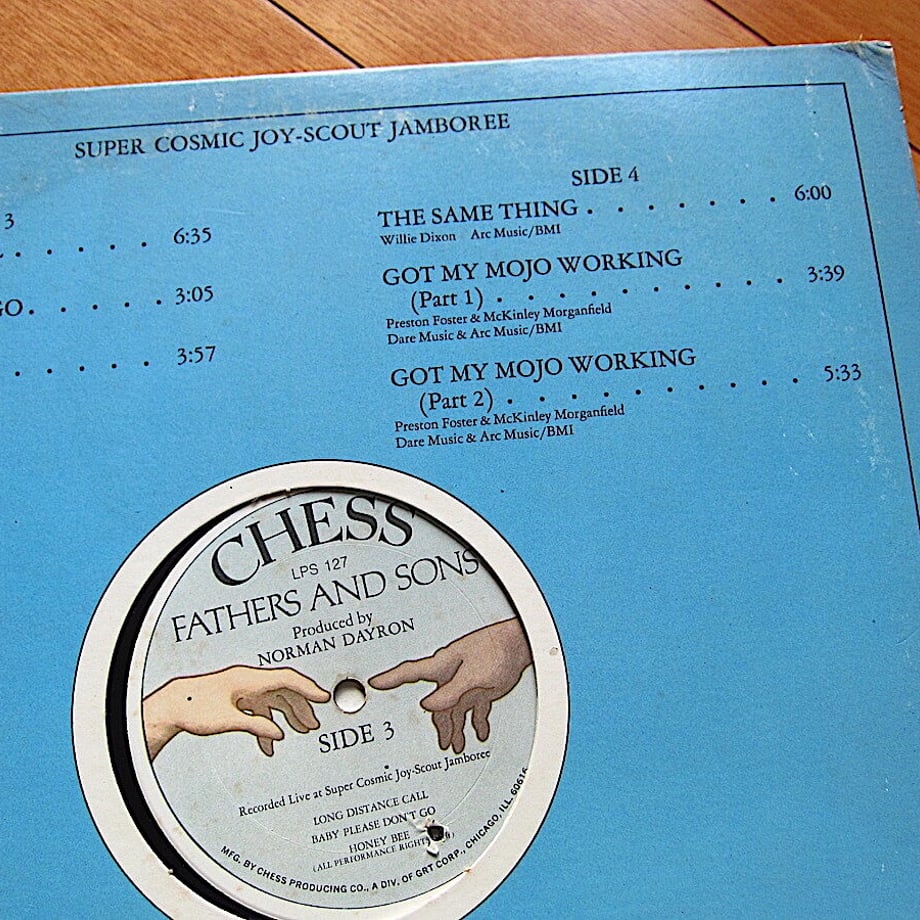 SUPER COSMIC JOY-SCOUT JAMBOREE
3
6:35
GO. 3:05
3:57
SIDE 4
THE SAME THING . . . . . . . 6:00
Willie Dixon Arc Music/BMI
GOT MY MOJO WORKING
(Part 1) . . . . . . . . . . 3:39
Preston Foster & McKinley Morganfield
Dare Music & Arc Music/BMI
GOT MY MOJO WORKING
(Part 2) . . . . . . . . . . 5:33
Preston Foster & McKinley Morganfield
Dare Music & Arc Music/BMI
CHESS
LPS 127
FATHERS AND SONS
Produced by
NORMAN DAYRON
SIDE 3
Recorded Live at Super Cosmic Joy-Scout Jamboree
LONG DISTANCE CALL
BABY PLEASE DON'T GO
HONEY BEE
(ALL PERFORMANCE RIGHTS
MFG. BY CHESS PRODUCING CO., A DIV. OF GRT CORP., CHICAGO, ILL. 60616